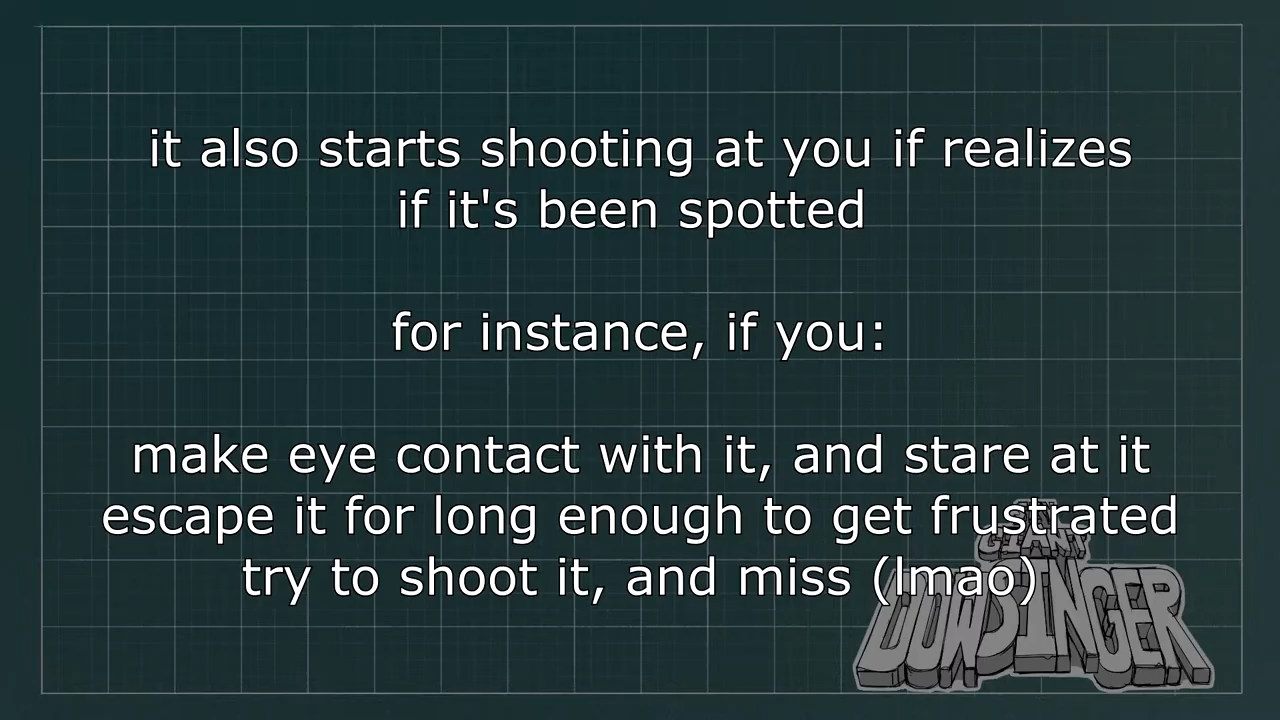 it also starts shooting at you if realizes
if it's been spotted
for instance, if you:
make eye contact with it, and stare at it
escape it for long enough to get frustrated
try to shoot it, and miss (lmao)
GIANT
DOWSINGER